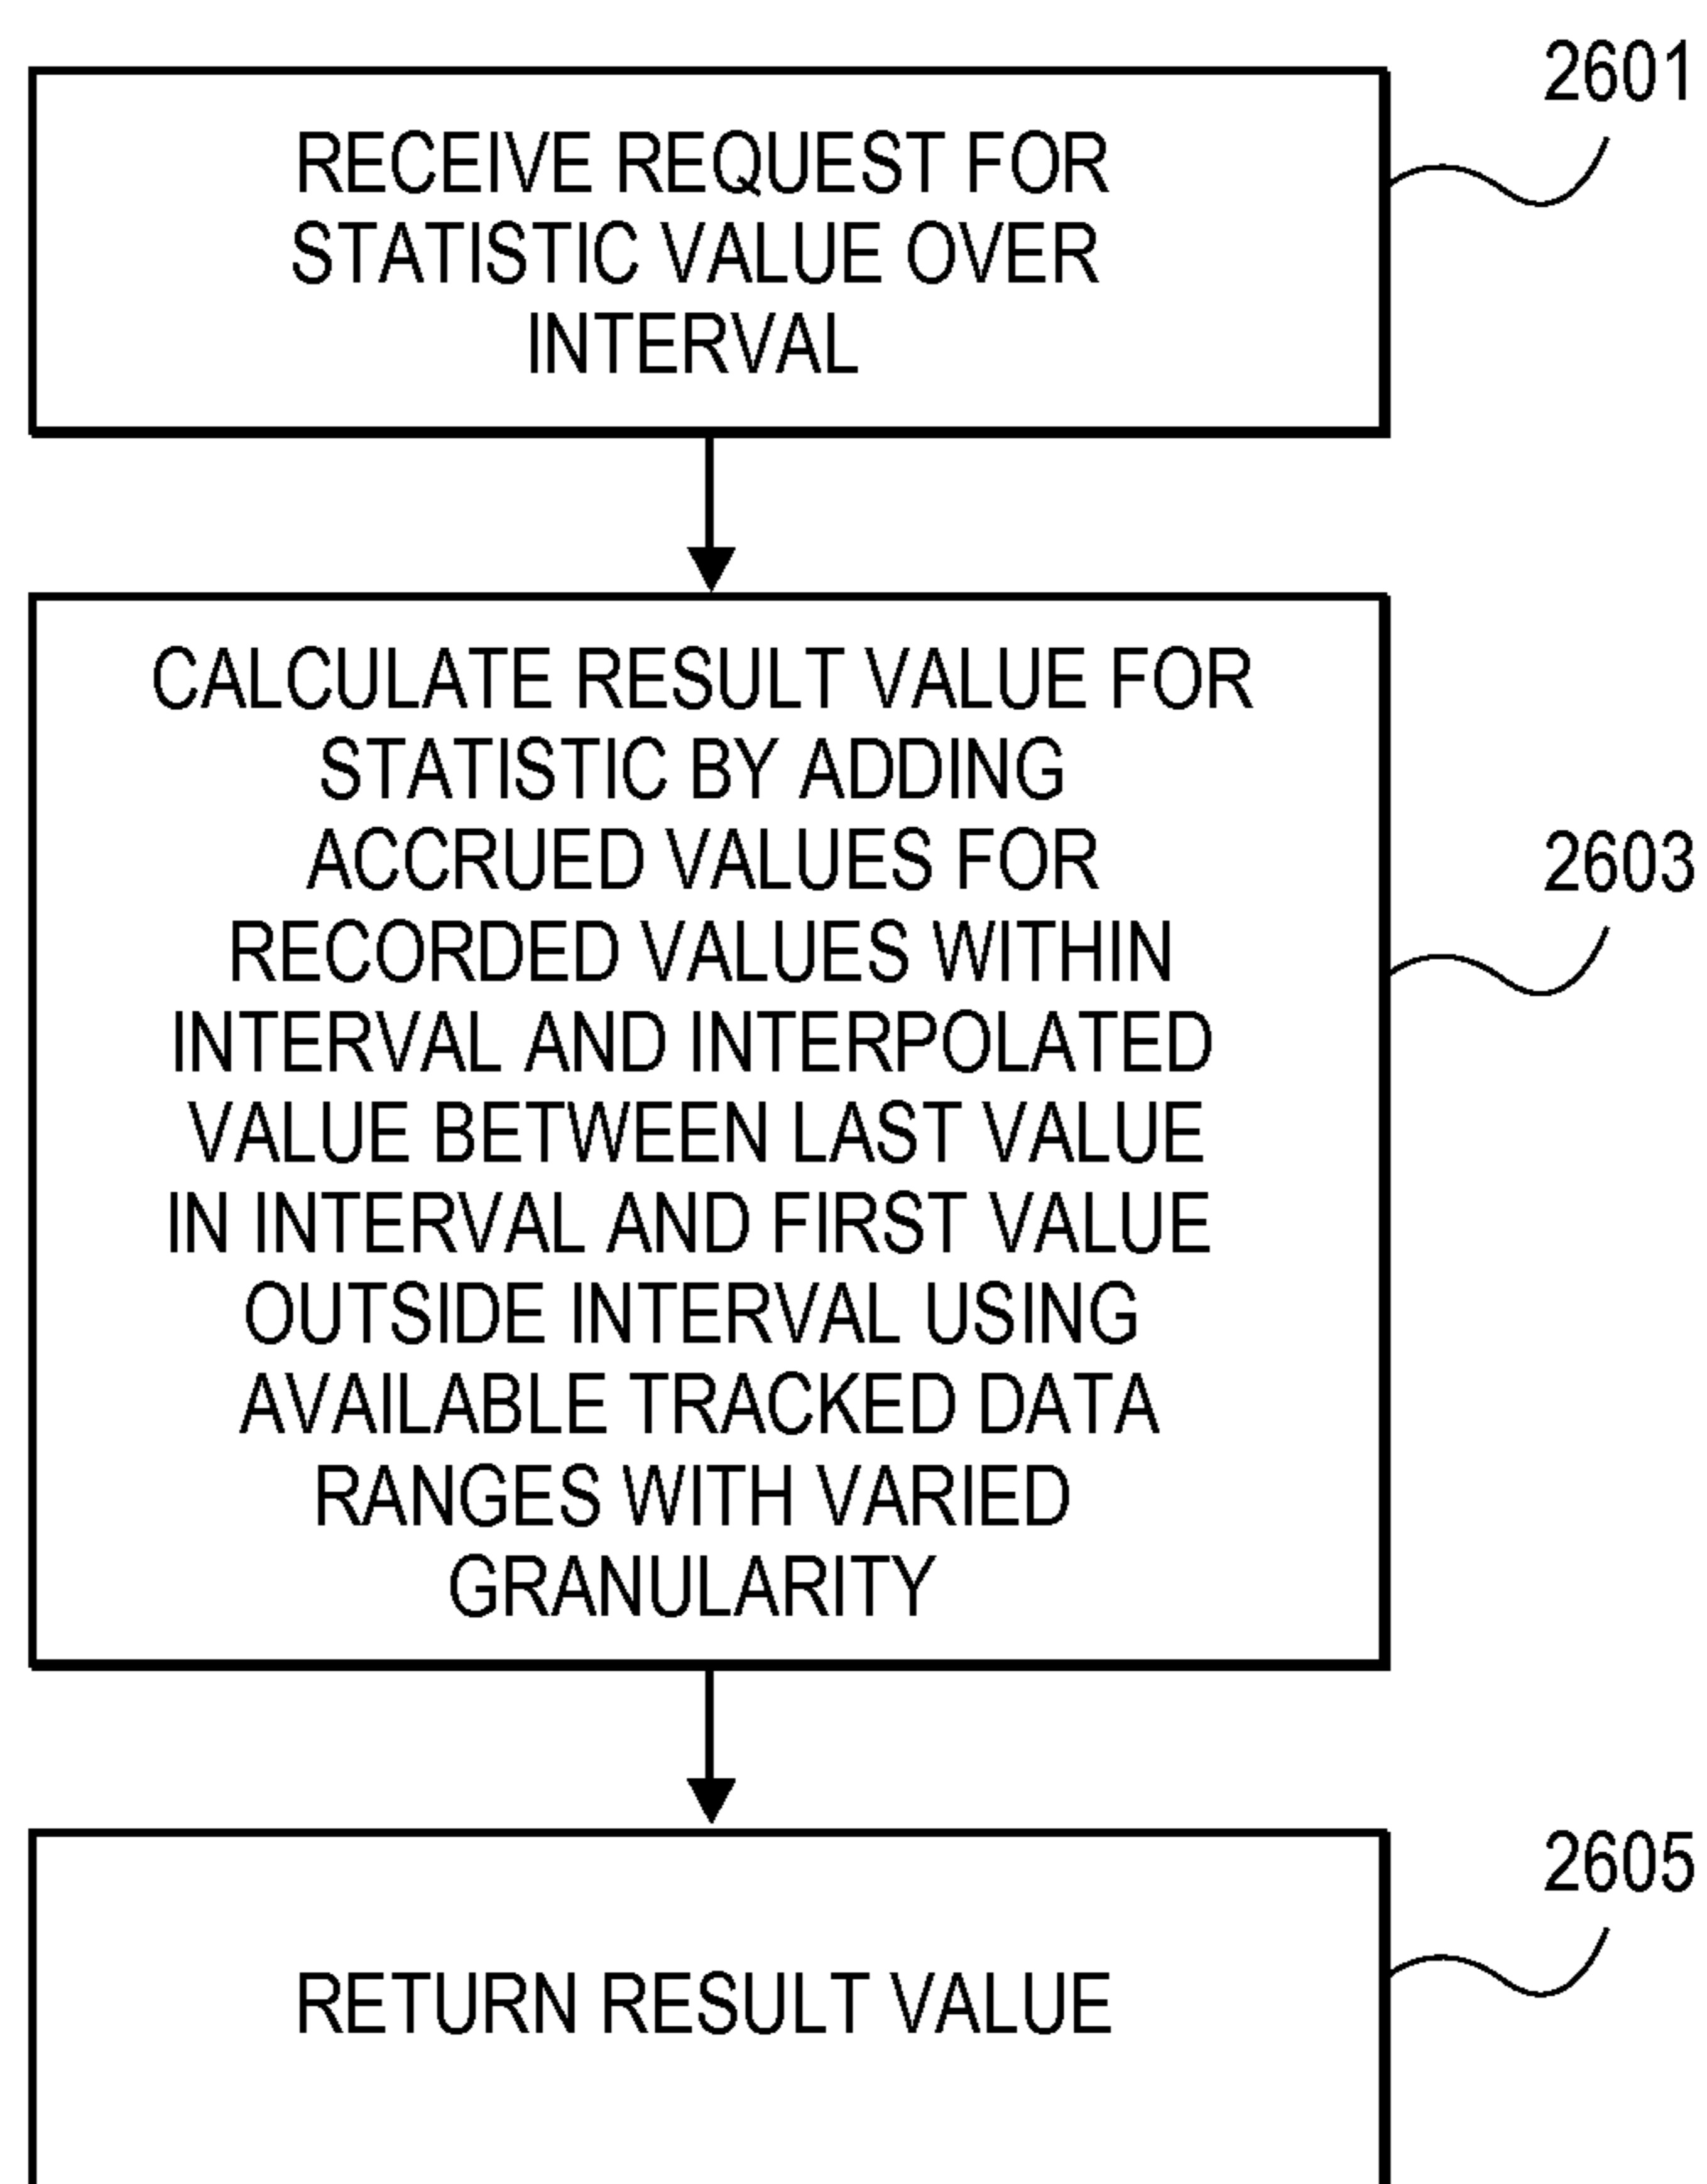 2601
RECEIVE REQUEST FOR
STATISTIC VALUE OVER
INTERVAL
CALCULATE RESULT VALUE FOR
STATISTIC BY ADDING
ACCRUED VALUES FOR
RECORDED VALUES WITHIN
INTERVAL AND INTERPOLATED
VALUE BETWEEN LAST VALUE
IN INTERVAL AND FIRST VALUE
OUTSIDE INTERVAL USING
AVAILABLE TRACKED DATA
RANGES WITH VARIED
GRANULARITY
2603
2605
RETURN RESULT VALUE